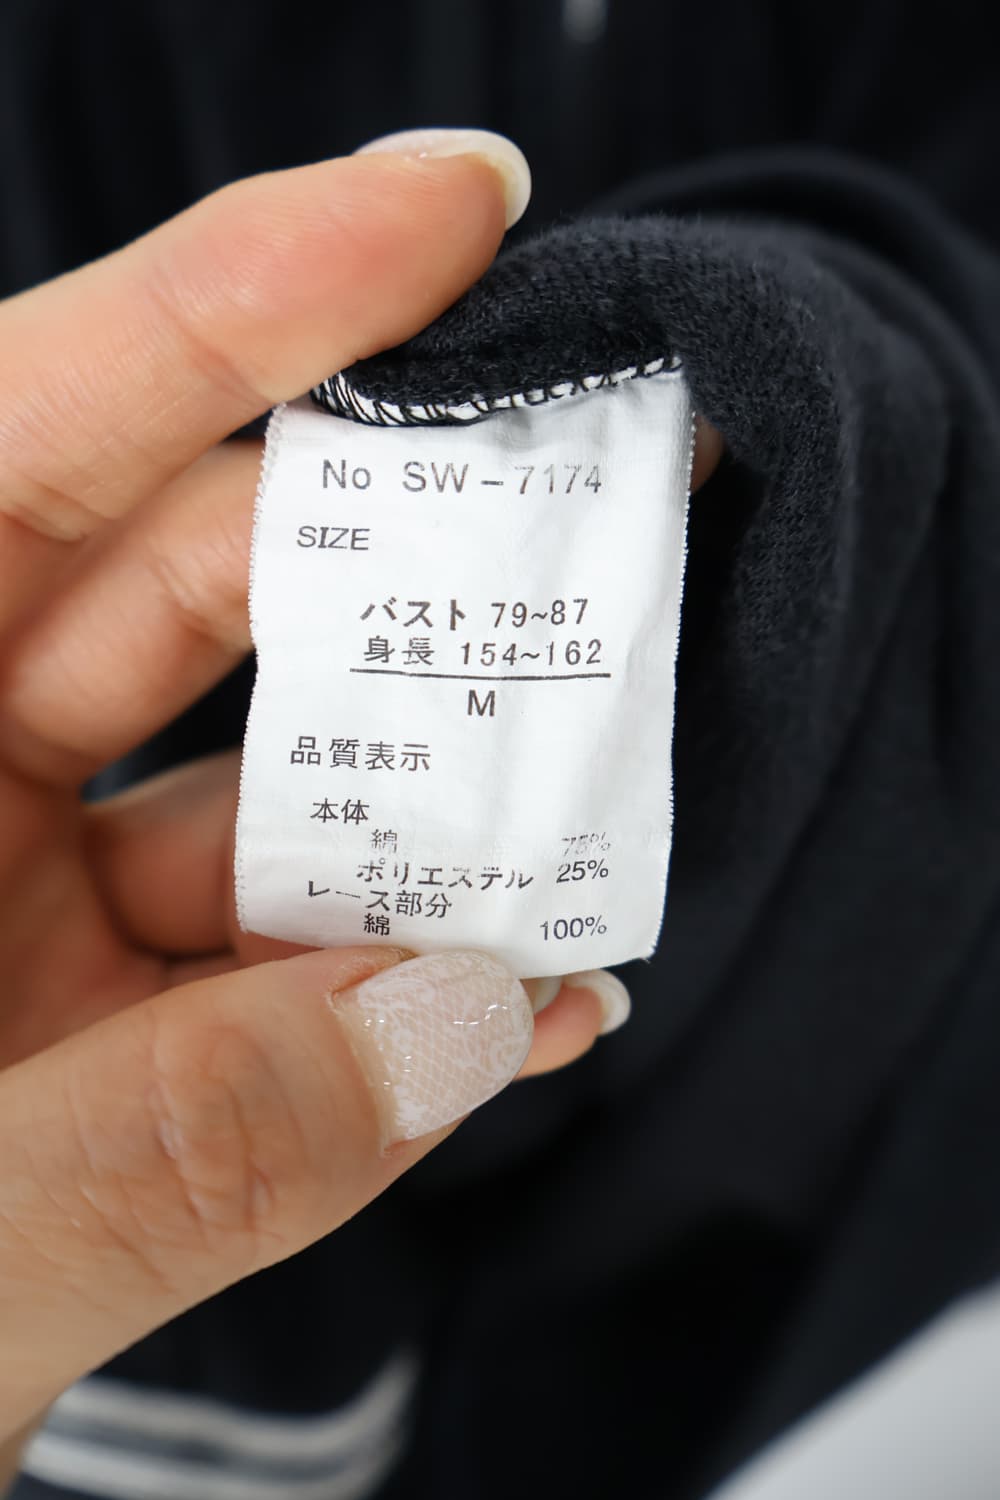 No SW-7174
SIZE
バスト 79~87
身長 154~162
M
品質表示
本体
綿 75%
ポリエステル 25%
レース部分
綿 100%